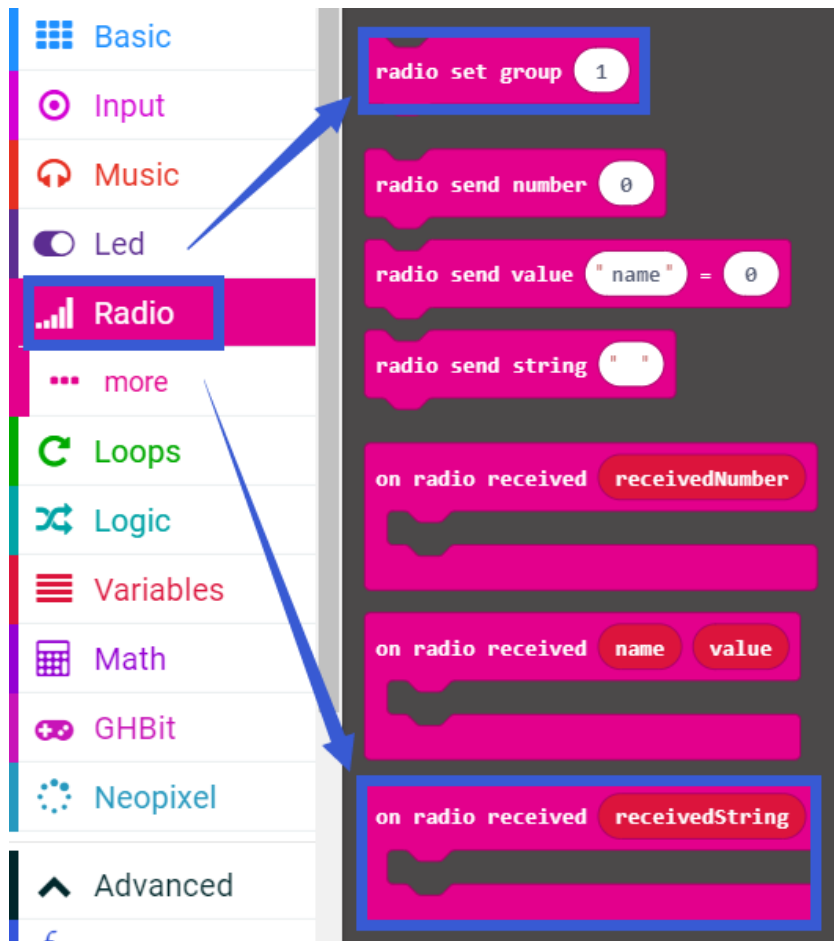 Basic
Input
Music
Led
Radio
more
Loops
Logic
Variables
Math
GHBit
Neopixel
Advanced
radio set group 1
radio send number 0
radio send value "name" = 0
radio send string " "
on radio received receivedNumber
on radio received name value
on radio received receivedString